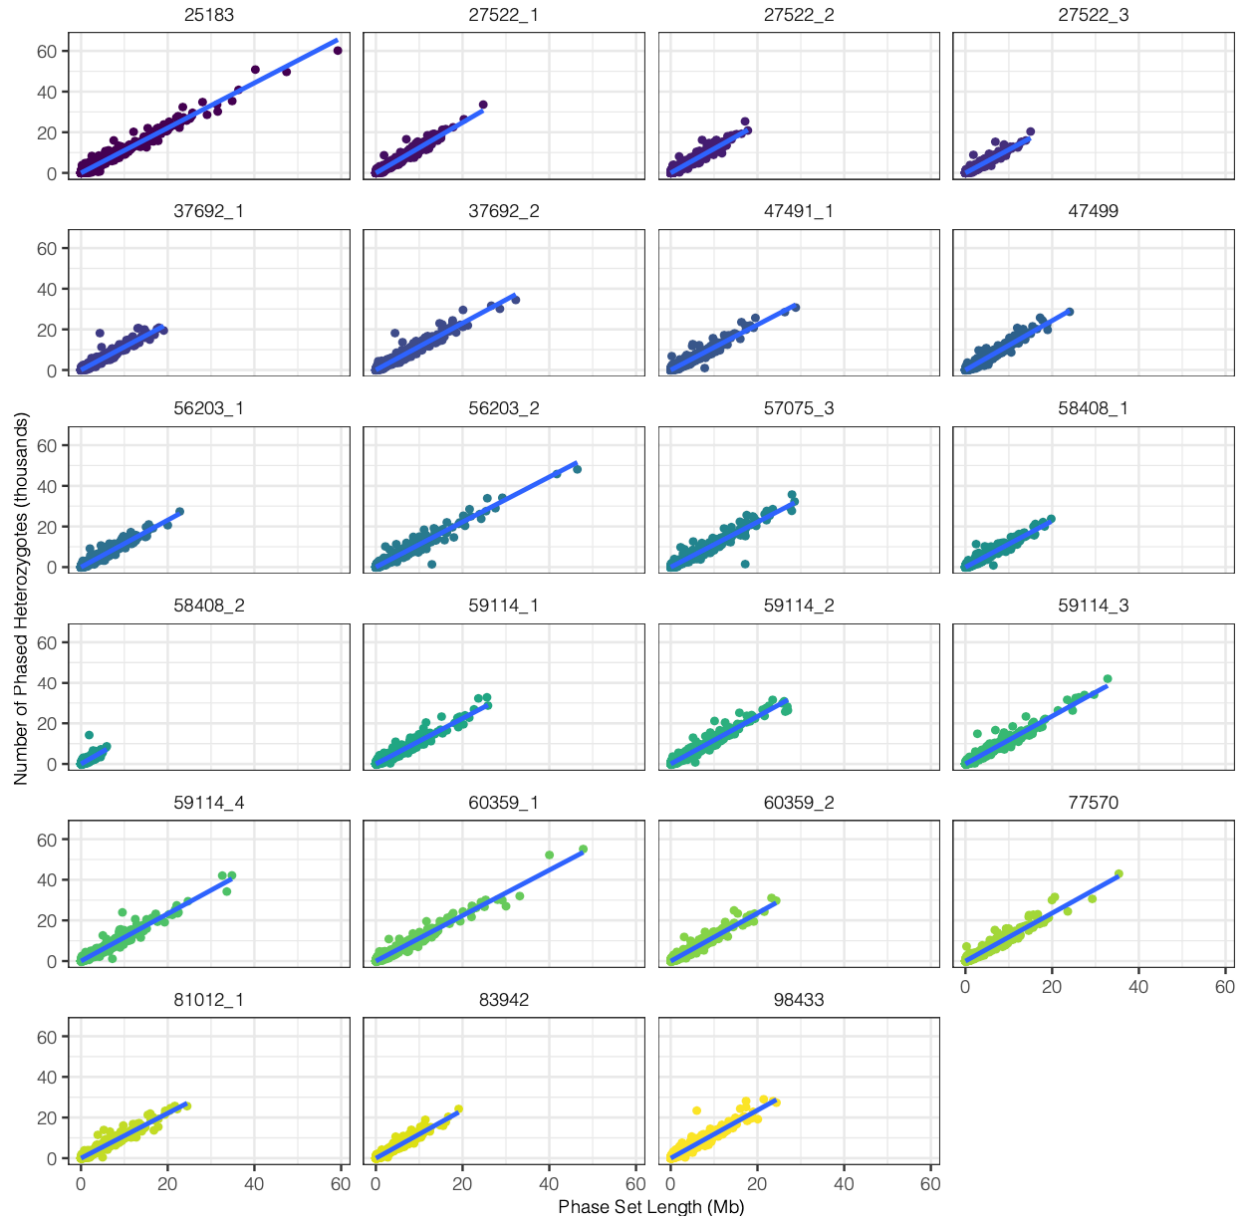 25183 27522_1 27522_2 27522_3
60
40
20
0
37692_1 37692_2 47491_1 47499
60
40
20
0
56203_1 56203_2 57075_3 58408_1
60
40
20
0
58408_2 59114_1 59114_2 59114_3
60
40
20
0
59114_4 60359_1 60359_2 77570
60
40
20
0
0 20 40 60
81012_1 83942 98433
60
40
20
0
0 20 40 60 0 20 40 60 0 20 40 60
Phase Set Length (Mb)
Number of Phased Heterozygotes (thousands)